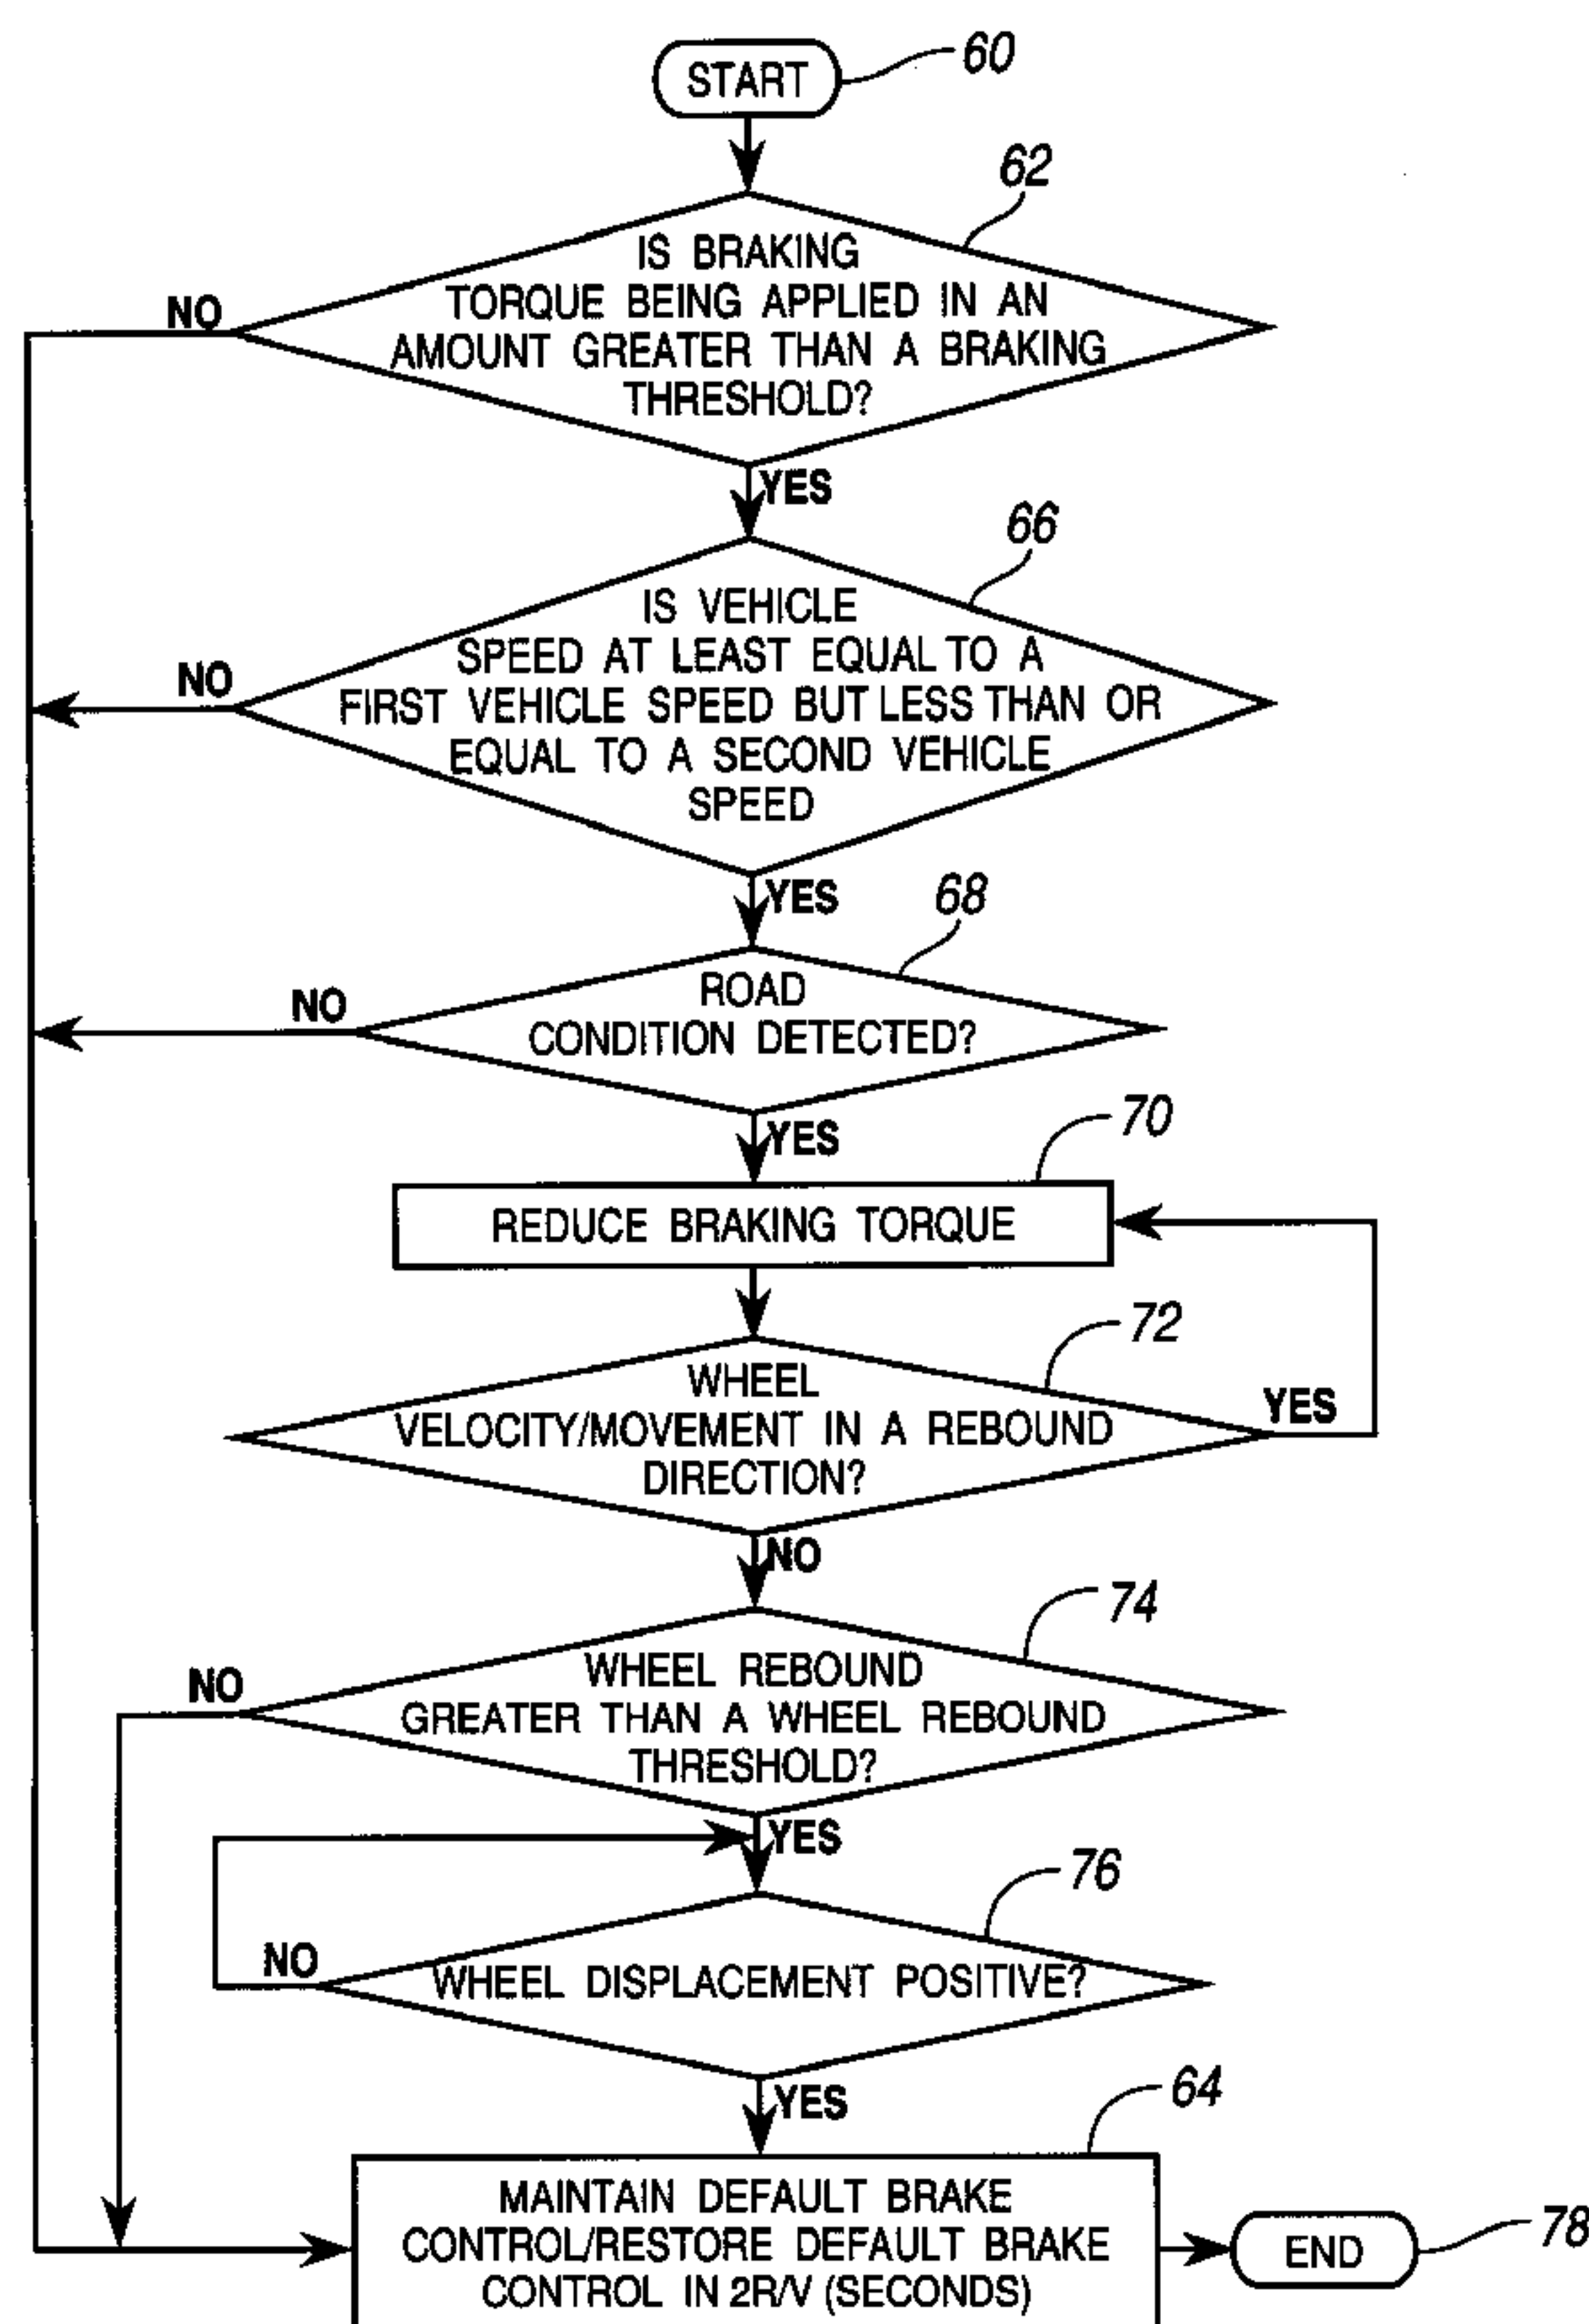 START
60
62
IS BRAKING
TORQUE BEING APPLIED IN AN
AMOUNT GREATER THAN A BRAKING
THRESHOLD?
NO
YES
66
IS VEHICLE
SPEED AT LEAST EQUAL TO A
FIRST VEHICLE SPEED BUT LESS THAN OR
EQUAL TO A SECOND VEHICLE
SPEED
NO
YES
68
ROAD
CONDITION DETECTED?
NO
YES
70
REDUCE BRAKING TORQUE
72
WHEEL
VELOCITY/MOVEMENT IN A REBOUND
DIRECTION?
YES
NO
74
WHEEL REBOUND
GREATER THAN A WHEEL REBOUND
THRESHOLD?
NO
YES
76
WHEEL DISPLACEMENT POSITIVE?
NO
YES
64
MAINTAIN DEFAULT BRAKE
CONTROL/RESTORE DEFAULT BRAKE
CONTROL IN 2R/V (SECONDS)
END
78